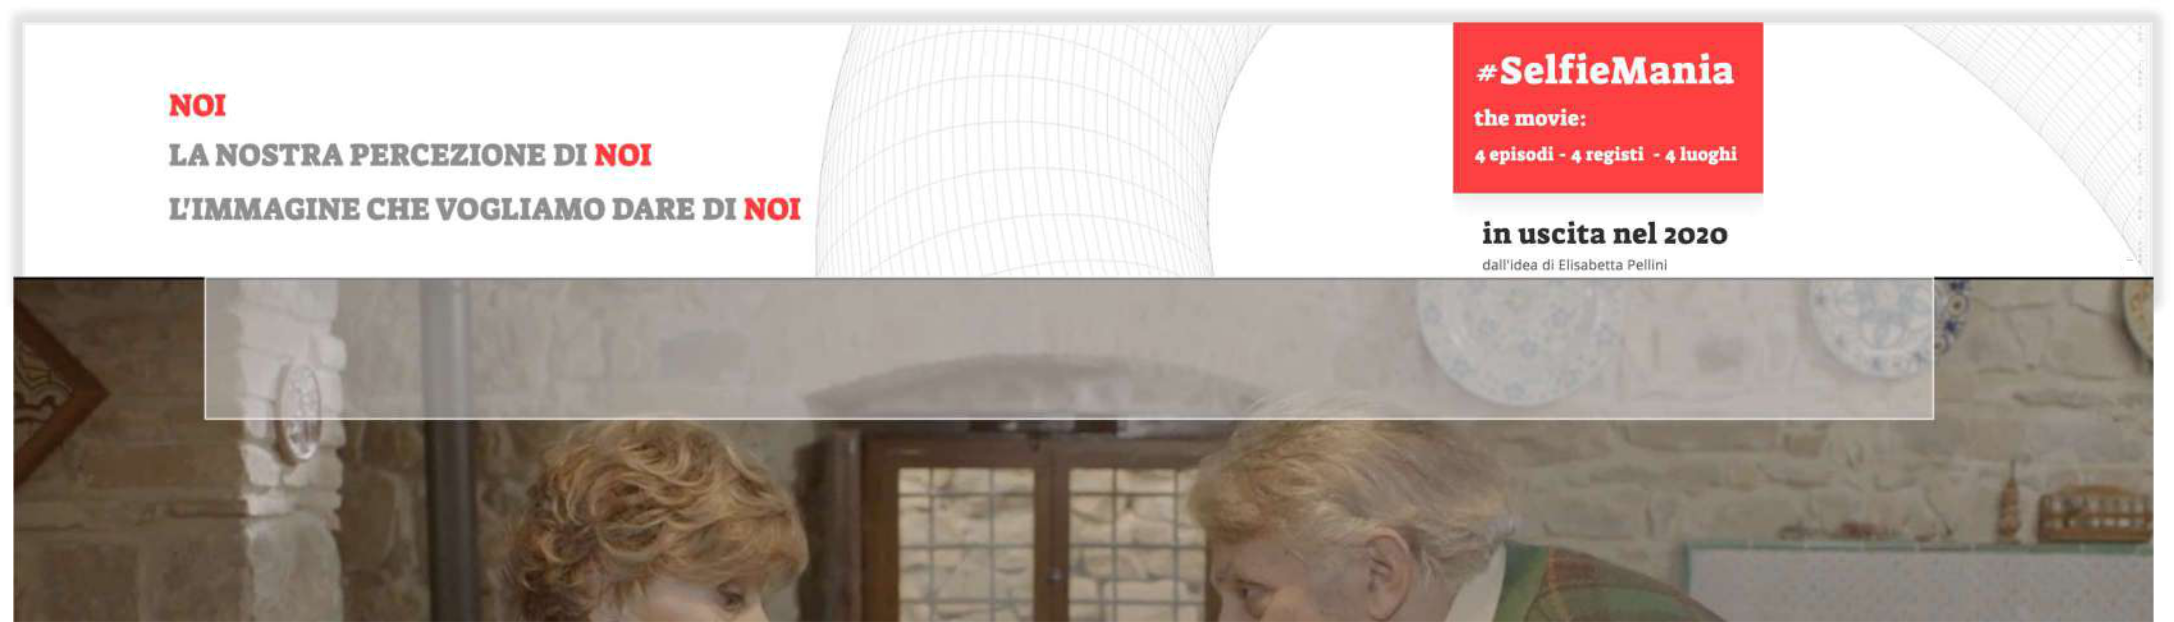 NOI
LA NOSTRA PERCEZIONE DI NOI
L'IMMAGINE CHE VOGLIAMO DARE DI NOI
#SelfieMania
the movie:
4 episodi - 4 registi - 4 luoghi
in uscita nel 2020
dall'idea di Elisabetta Pellini